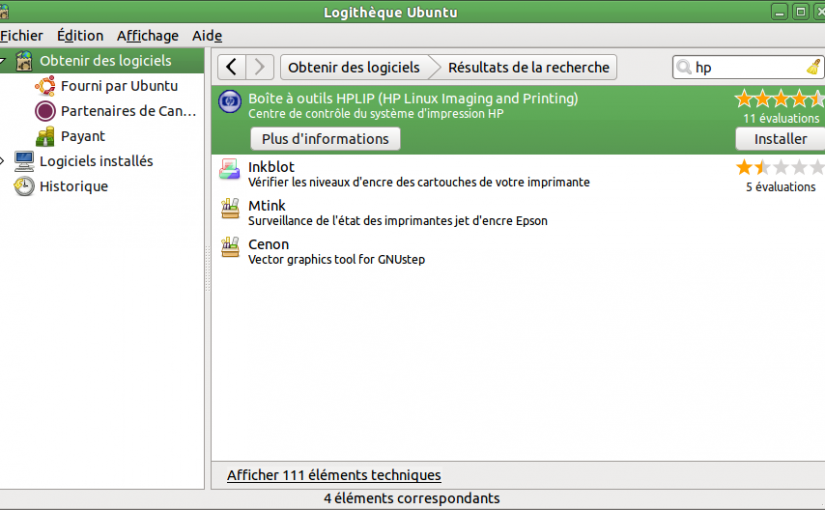 Logithèque Ubuntu
Fichier Édition Affichage Aide
Obtenir des logiciels
Fourni par Ubuntu
Partenaires de Can...
Payant
Logiciels installés
Historique
Obtenir des logiciels Résultats de la recherche
hp
Boîte à outils HPLIP (HP Linux Imaging and Printing)
Centre de contrôle du système d'impression HP
11 évaluations
Plus d'informations
Installer
Inkblot
Vérifier les niveaux d'encre des cartouches de votre imprimante
5 évaluations
Mtink
Surveillance de l'état des imprimantes jet d'encre Epson
Cenon
Vector graphics tool for GNUstep
Afficher 111 éléments techniques
4 éléments correspondants